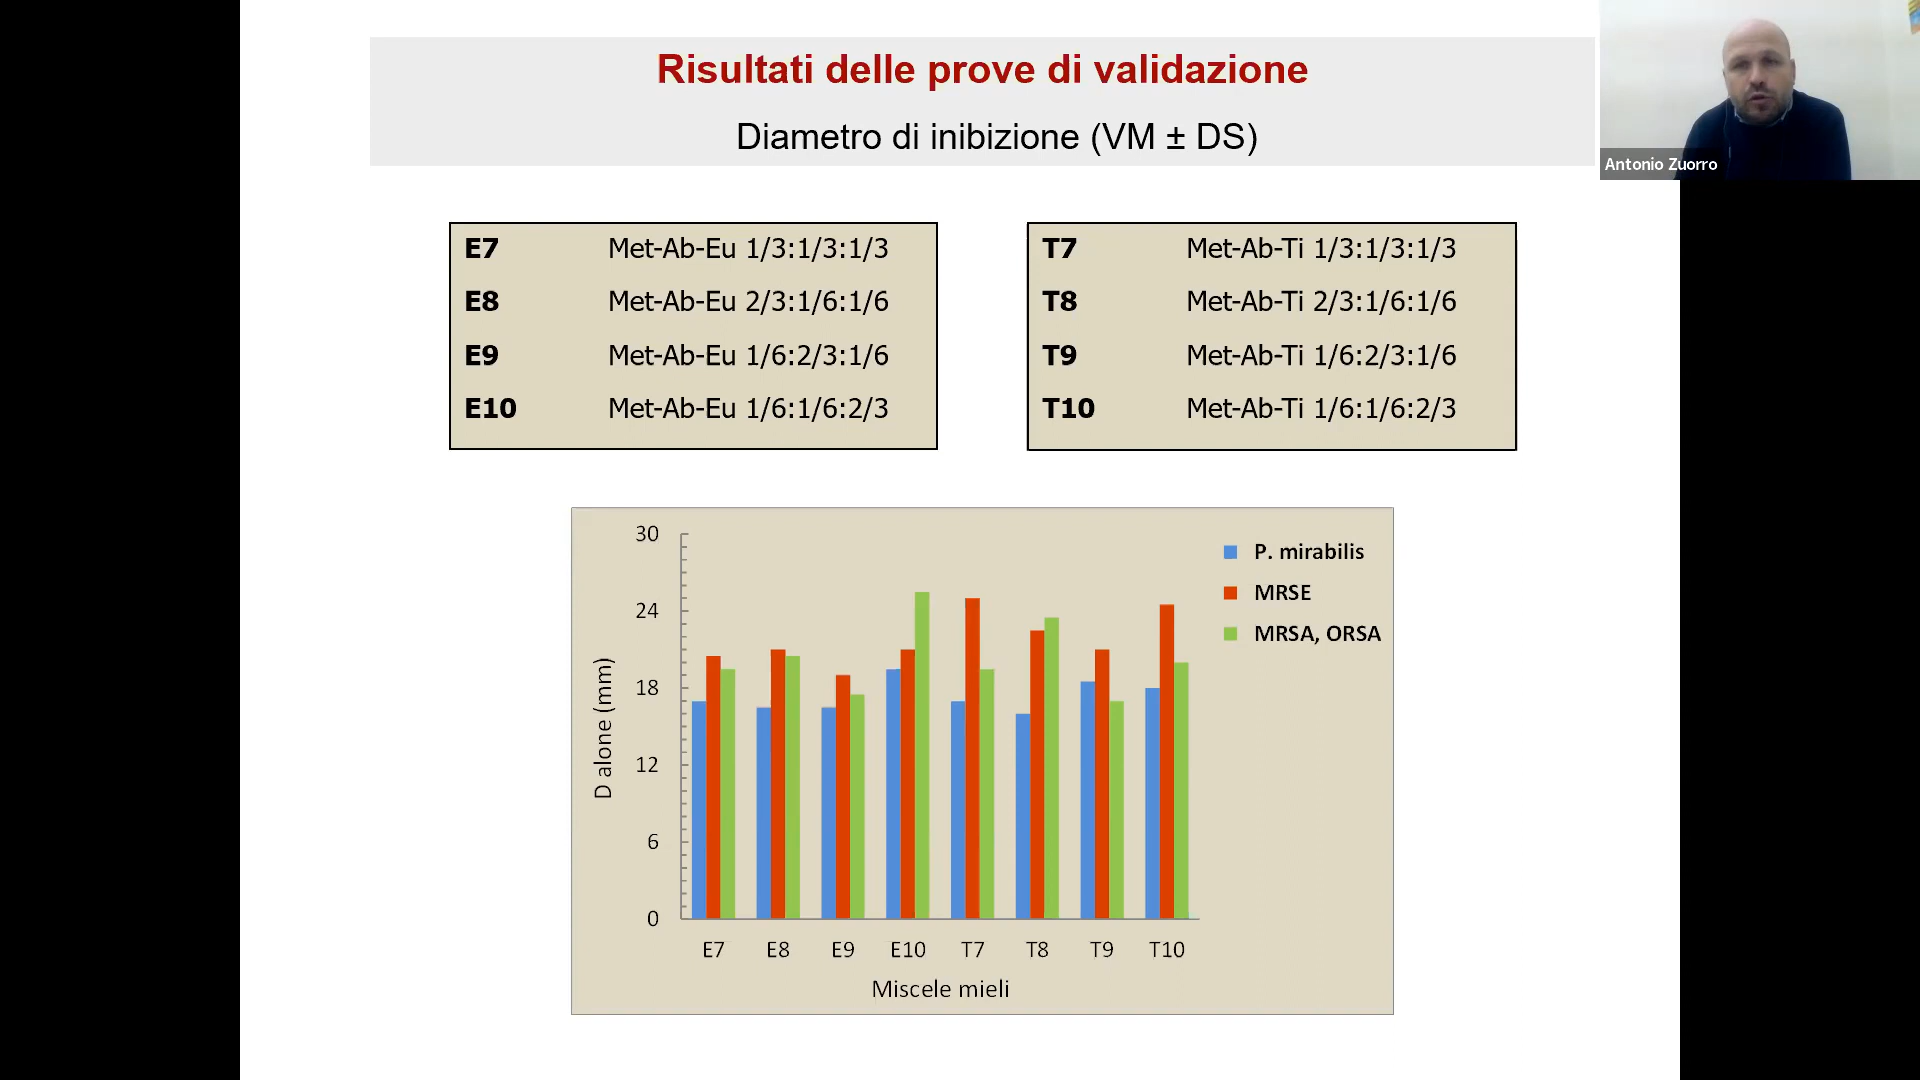 Risultati delle prove di validazione
Diametro di inibizione (VM ± DS)
Antonio Zuorro
E7 Met-Ab-Eu 1/3:1/3:1/3
E8 Met-Ab-Eu 2/3:1/6:1/6
E9 Met-Ab-Eu 1/6:2/3:1/6
E10 Met-Ab-Eu 1/6:1/6:2/3
T7 Met-Ab-Ti 1/3:1/3:1/3
T8 Met-Ab-Ti 2/3:1/6:1/6
T9 Met-Ab-Ti 1/6:2/3:1/6
T10 Met-Ab-Ti 1/6:1/6:2/3
30
24
18
12
6
0
D alone (mm)
P. mirabilis
MRSE
MRSA, ORSA
E7 E8 E9 E10 T7 T8 T9 T10
Miscele mieli